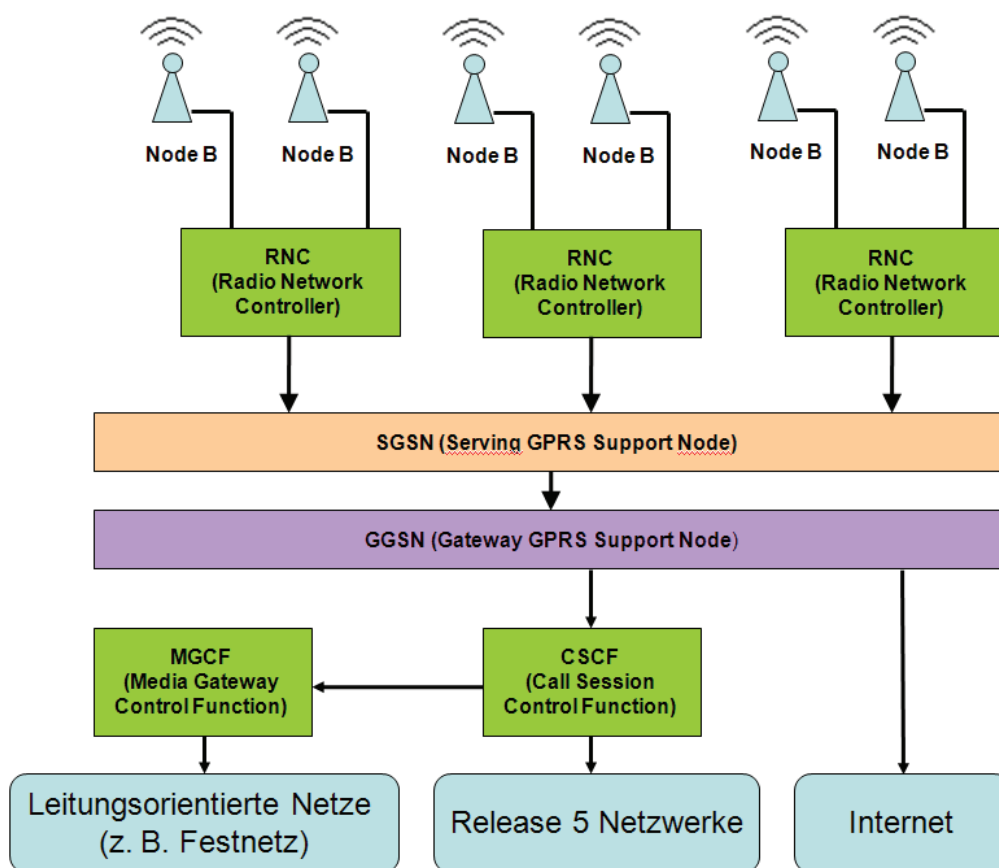 Node B
Node B
Node B
Node B
Node B
Node B
RNC
(Radio Network
Controller)
RNC
(Radio Network
Controller)
RNC
(Radio Network
Controller)
SGSN (Serving GPRS Support Node)
GGSN (Gateway GPRS Support Node)
MGCF
(Media Gateway
Control Function)
CSCF
(Call Session
Control Function)
Leitungsorientierte Netze
(z. B. Festnetz)
Release 5 Netzwerke
Internet